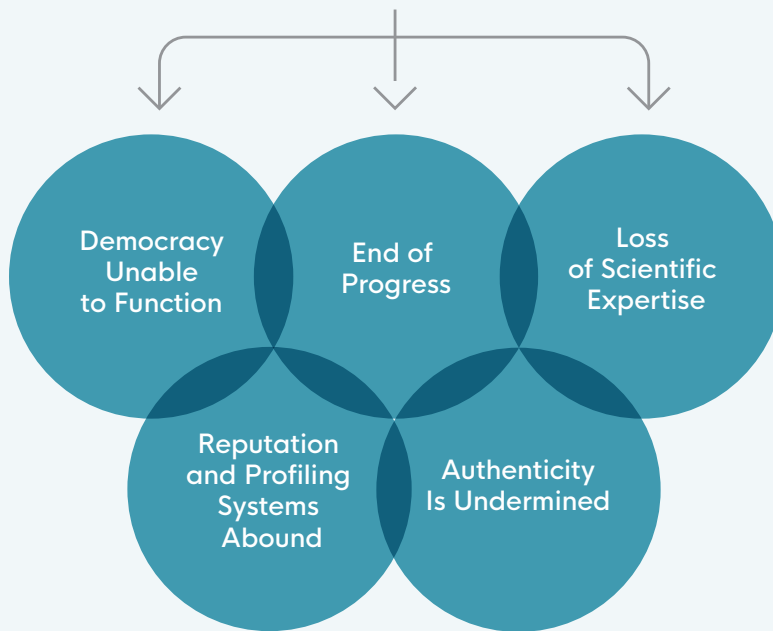 Democracy
Unable
to Function
End of
Progress
Loss
of Scientific
Expertise
Reputation
and Profiling
Systems
Abound
Authenticity
Is Undermined